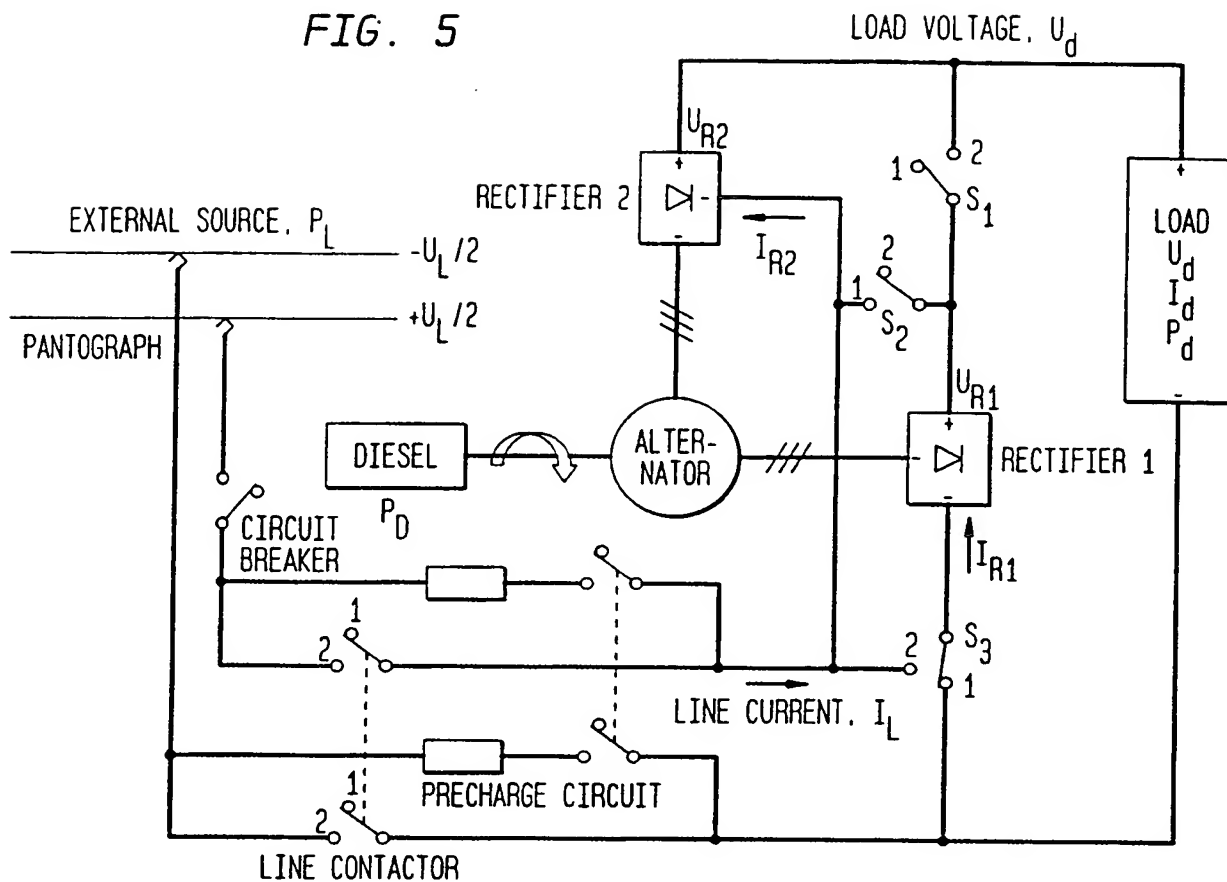 FIG. 5
LOAD VOLTAGE, U_d
U_R2
+
RECTIFIER 2
-
-
I_R2
1
2
S_1
2
1
S_2
EXTERNAL SOURCE, P_L
-U_L/2
+U_L/2
PANTOGRAPH
+
LOAD
U_d
I_d
P_d
-
U_R1
+
-
-
RECTIFIER 1
DIESEL
P_D
ALTER-
NATOR
CIRCUIT
BREAKER
I_R1
1
2
2
S_3
1
LINE CURRENT, I_L
PRECHARGE CIRCUIT
1
2
LINE CONTACTOR